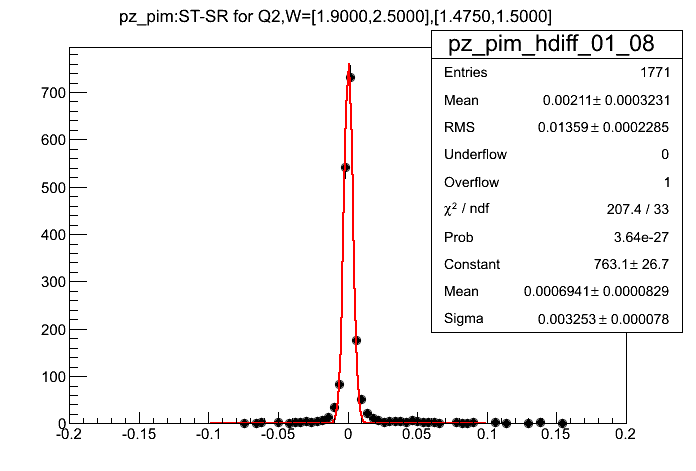 pz_pim:ST-SR for Q2,W=[1.9000,2.5000],[1.4750,1.5000]
pz_pim_hdiff_01_08
Entries 1771
Mean 0.00211± 0.0003231
RMS 0.01359± 0.0002285
Underflow 0
Overflow 1
χ² / ndf 207.4 / 33
Prob 3.64e-27
Constant 763.1± 26.7
Mean 0.0006941± 0.0000829
Sigma 0.003253± 0.000078
700
600
500
400
300
200
100
0
-0.2 -0.15 -0.1 -0.05 0 0.05 0.1 0.15 0.2